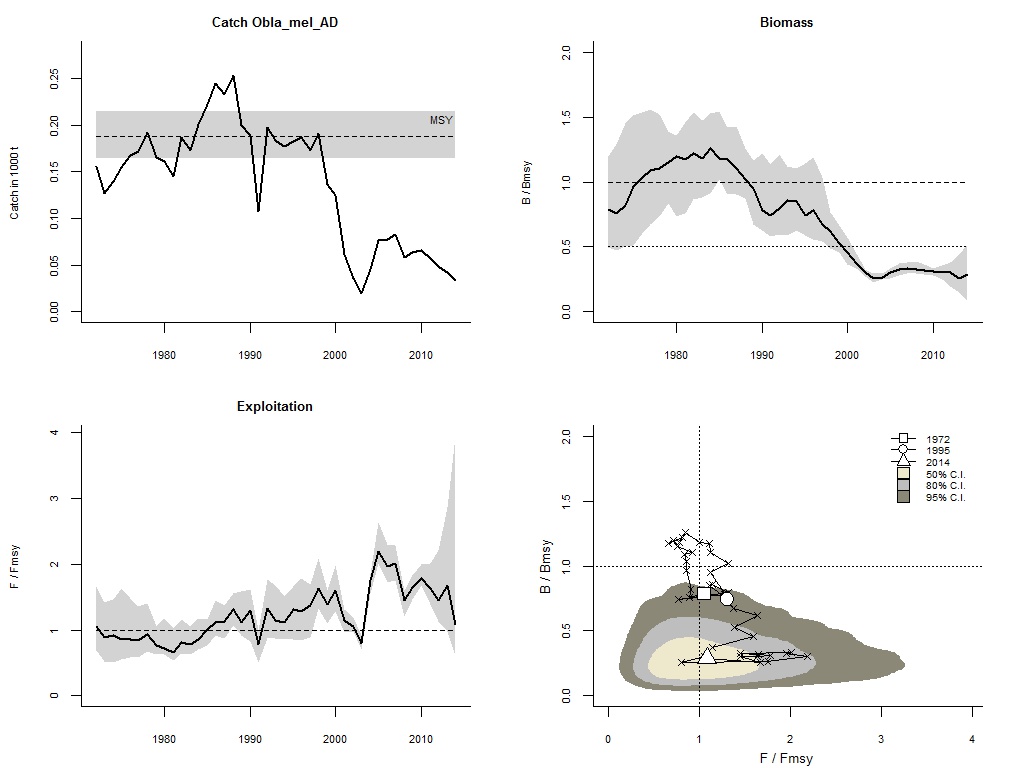 Catch Obla_mel_AD
Catch in 1000 t
0.00 0.05 0.10 0.15 0.20 0.25
MSY
1980 1990 2000 2010
Biomass
B / Bmsy
0.0 0.5 1.0 1.5 2.0
1980 1990 2000 2010
Exploitation
F / Fmsy
0 1 2 3 4
1980 1990 2000 2010
B / Bmsy
0.0 0.5 1.0 1.5 2.0
1972
1995
2014
50% C.I.
80% C.I.
95% C.I.
0 1 2 3 4
F / Fmsy